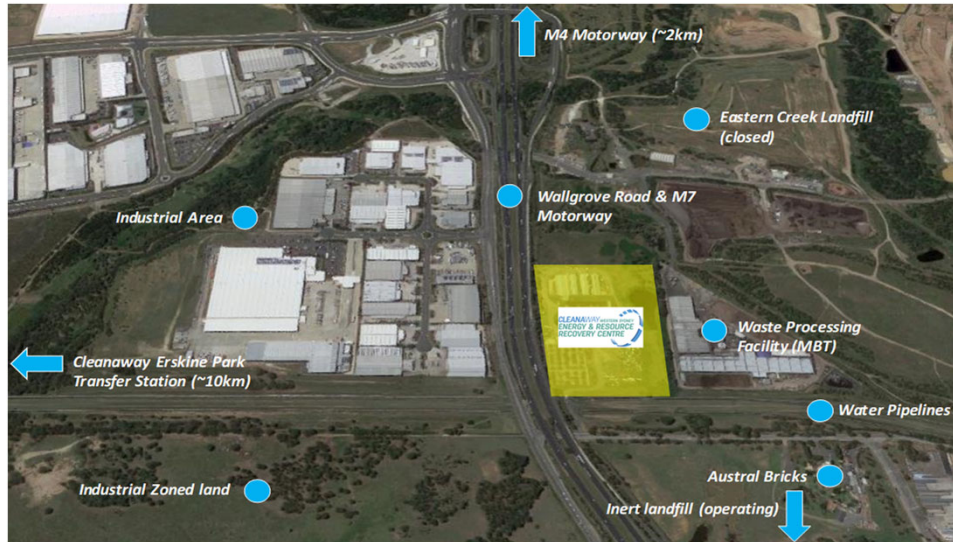 M4 Motorway (~2km)
Eastern Creek Landfill
(closed)
Wallgrove Road & M7
Motorway
Industrial Area
CLEANAWAY WESTERN SYDNEY
ENERGY & RESOURCE
RECOVERY CENTRE
Waste Processing
Facility (MBT)
Cleanaway Erskine Park
Transfer Station (~10km)
Water Pipelines
Austral Bricks
Industrial Zoned land
Inert landfill (operating)